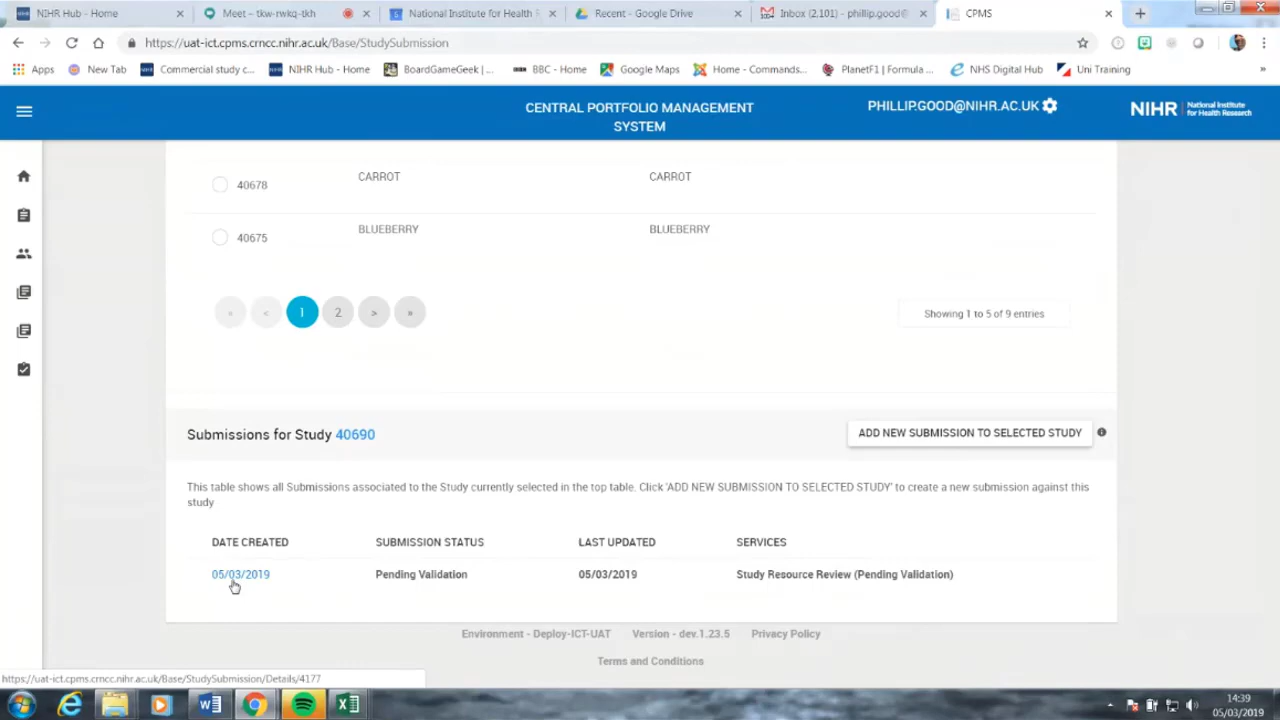 NIHR Hub - Home
Meet – tkw-rwkq-tkh
National Institute for Health
Recent - Google Drive
Inbox (2,101) - phillip.good@
CPMS
https://uat-ict.cpms.crncc.nihr.ac.uk/Base/StudySubmission
Apps
New Tab
Commercial study c...
NIHR Hub - Home
BoardGameGeek |...
BBC - Home
Google Maps
Home - Commands...
PlanetF1 | Formula ...
NHS Digital Hub
Uni Training
»
CENTRAL PORTFOLIO MANAGEMENT
SYSTEM
PHILLIP.GOOD@NIHR.AC.UK
NIHR | National Institute
for Health Research
40678 CARROT CARROT
40675 BLUEBERRY BLUEBERRY
« < 1 2 > »
Showing 1 to 5 of 9 entries
Submissions for Study 40690
ADD NEW SUBMISSION TO SELECTED STUDY
This table shows all Submissions associated to the Study currently selected in the top table. Click 'ADD NEW SUBMISSION TO SELECTED STUDY' to create a new submission against this
study
DATE CREATED SUBMISSION STATUS LAST UPDATED SERVICES
05/03/2019 Pending Validation 05/03/2019 Study Resource Review (Pending Validation)
Environment - Deploy-ICT-UAT Version - dev.1.23.5 Privacy Policy
Terms and Conditions
https://uat-ict.cpms.crncc.nihr.ac.uk/Base/StudySubmission/Details/4177
14:39
05/03/2019